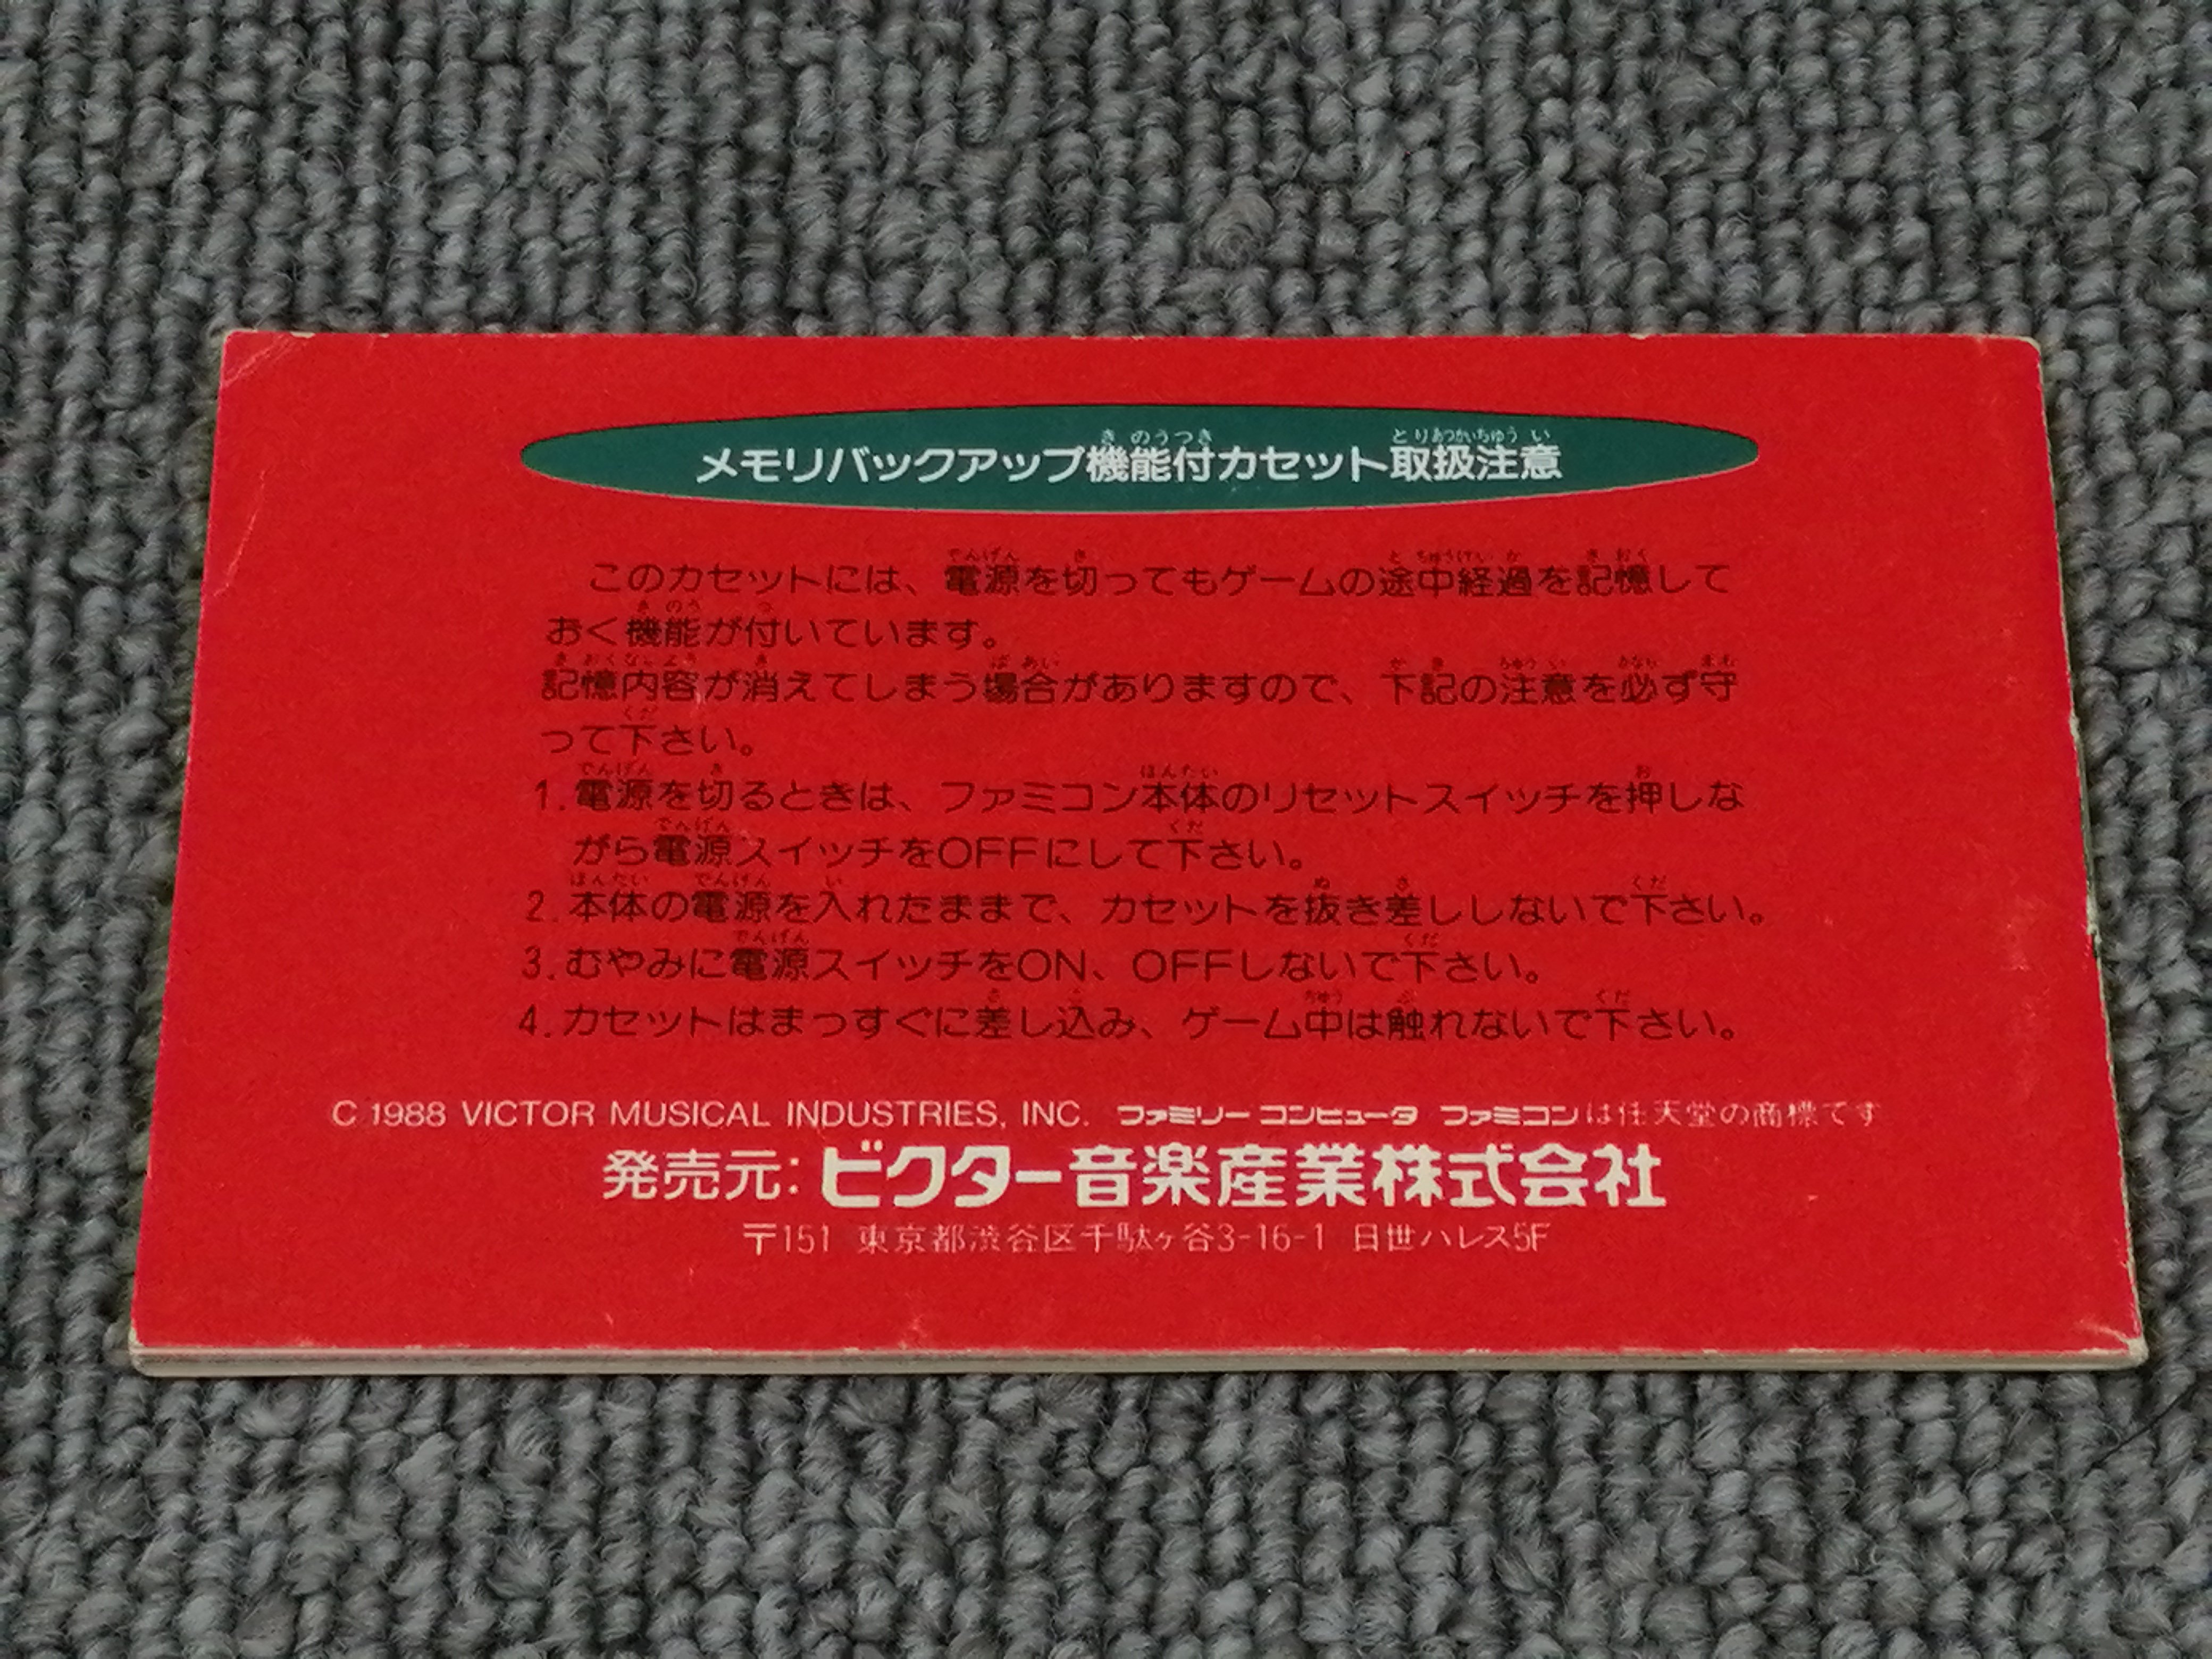 メモリバックアップ機能付カセット取扱注意
このカセットには、電源を切ってもゲームの途中経過を記憶して
おく機能が付いています。
記憶内容が消えてしまう場合がありますので、下記の注意を必ず守
って下さい。
1.電源を切るときは、ファミコン本体のリセットスイッチを押しな
がら電源スイッチをOFFにして下さい。
2.本体の電源を入れたままで、カセットを抜き差ししないで下さい。
3.むやみに電源スイッチをON、OFFしないで下さい。
4.カセットはまっすぐに差し込み、ゲーム中は触れないで下さい。
C 1988 VICTOR MUSICAL INDUSTRIES, INC. ファミリーコンピュータ ファミコンは任天堂の商標です
発売元:ビクター音楽産業株式会社
〒151 東京都渋谷区千駄ヶ谷3-16-1 日世ハレス5F